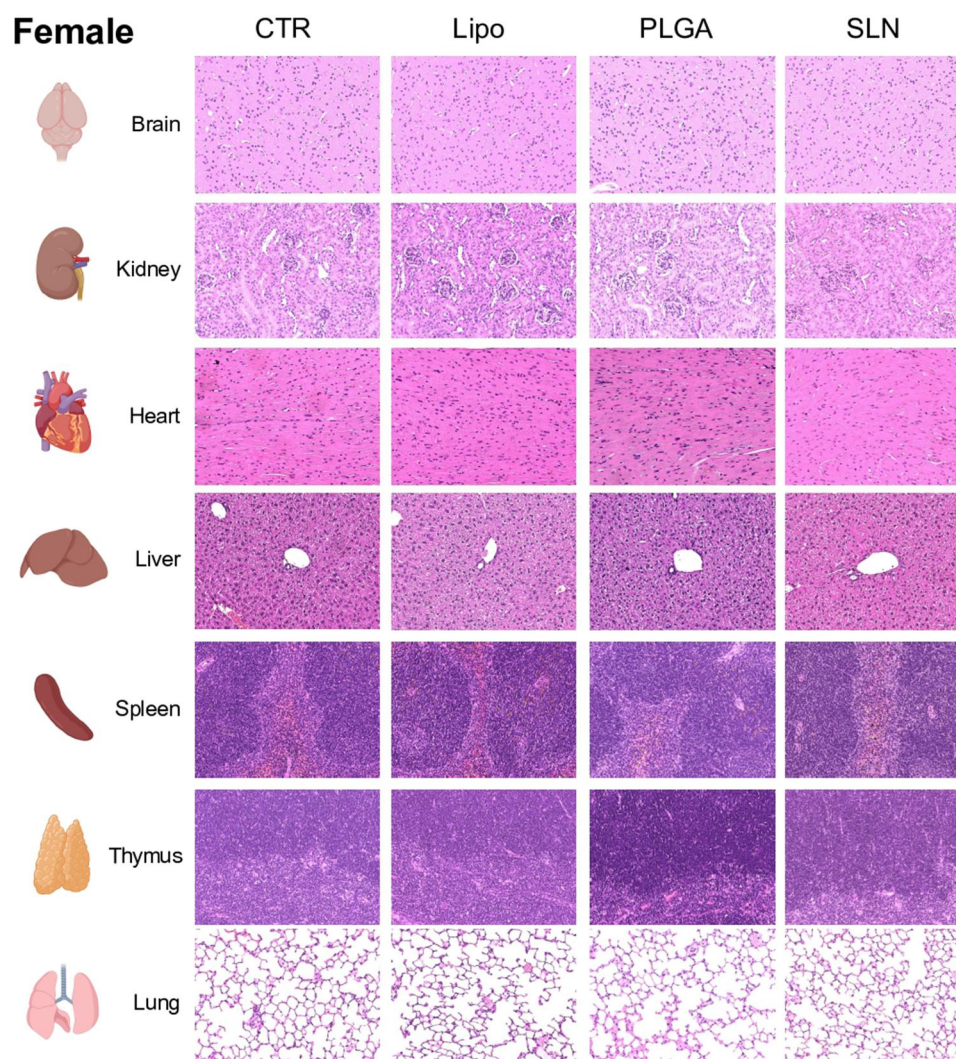 Female CTR Lipo PLGA SLN
Brain
Kidney
Heart
Liver
Spleen
Thymus
Lung